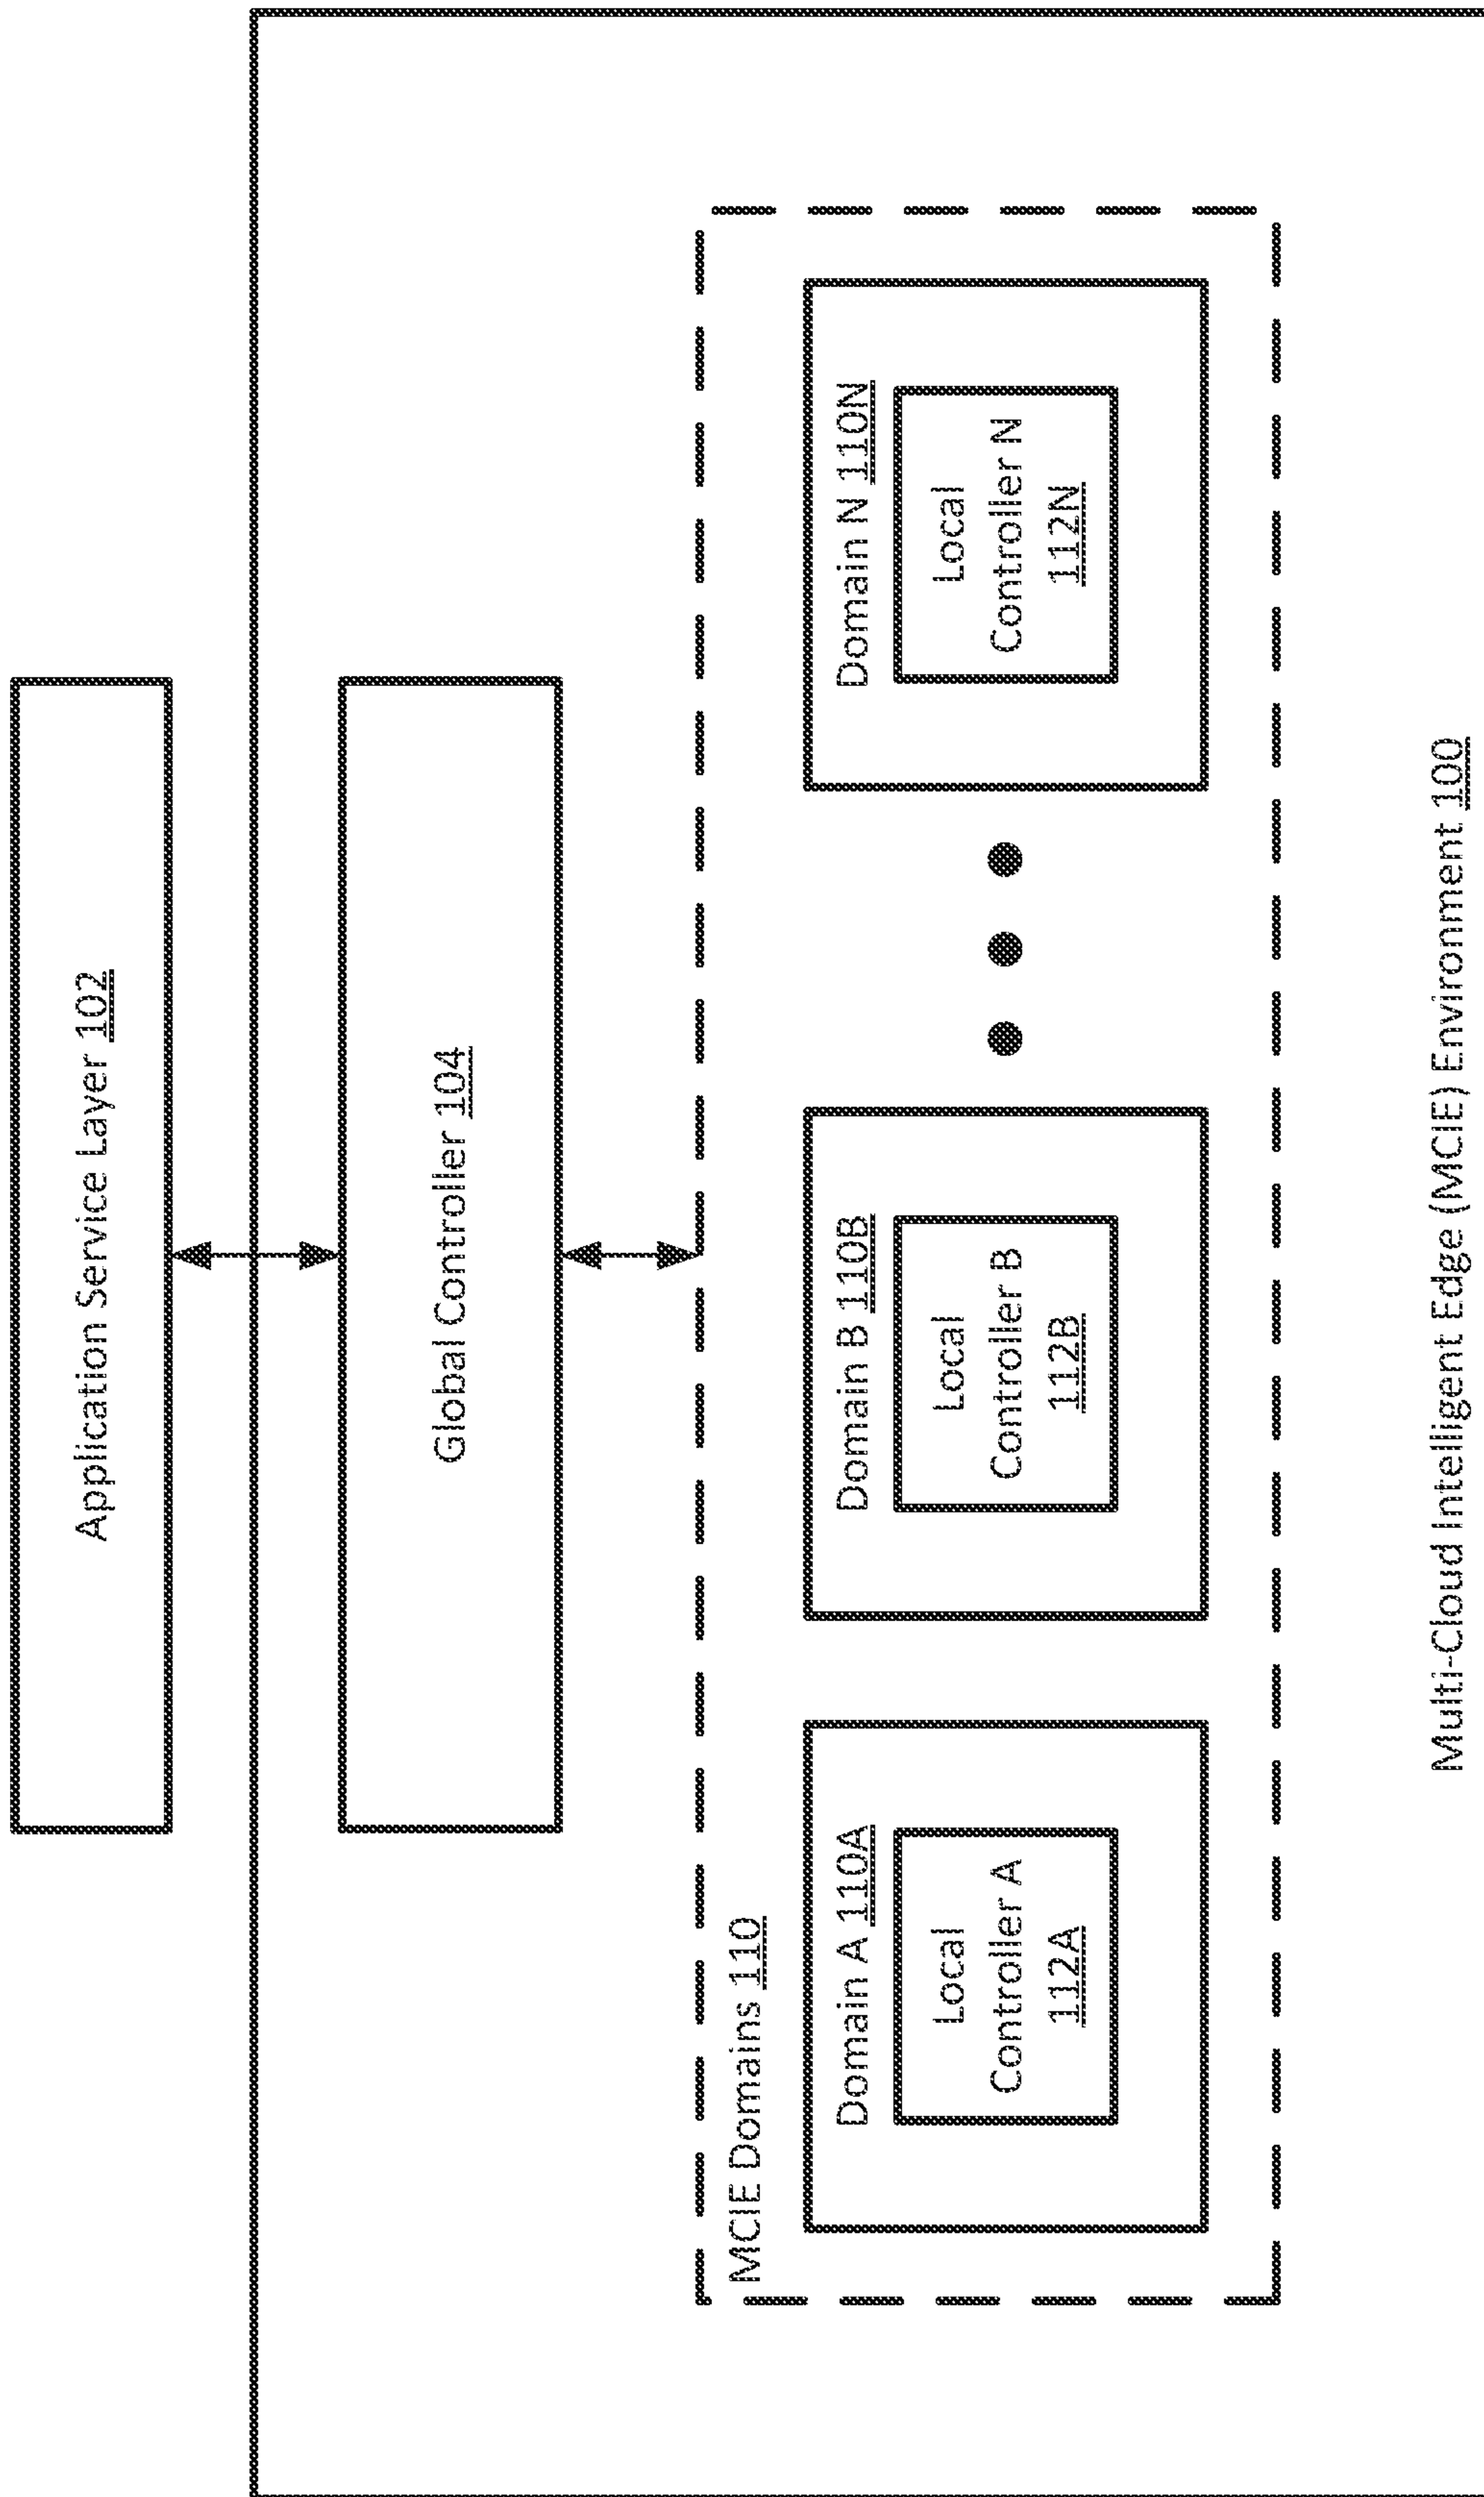 Application Service Layer 102
Global Controller 104
MCIE Domains 110
Domain A 110A
Local
Controller A
112A
Domain B 110B
Local
Controller B
112B
Domain N 110N
Local
Controller N
112N
Multi-Cloud Intelligent Edge (MCIE) Environment 100